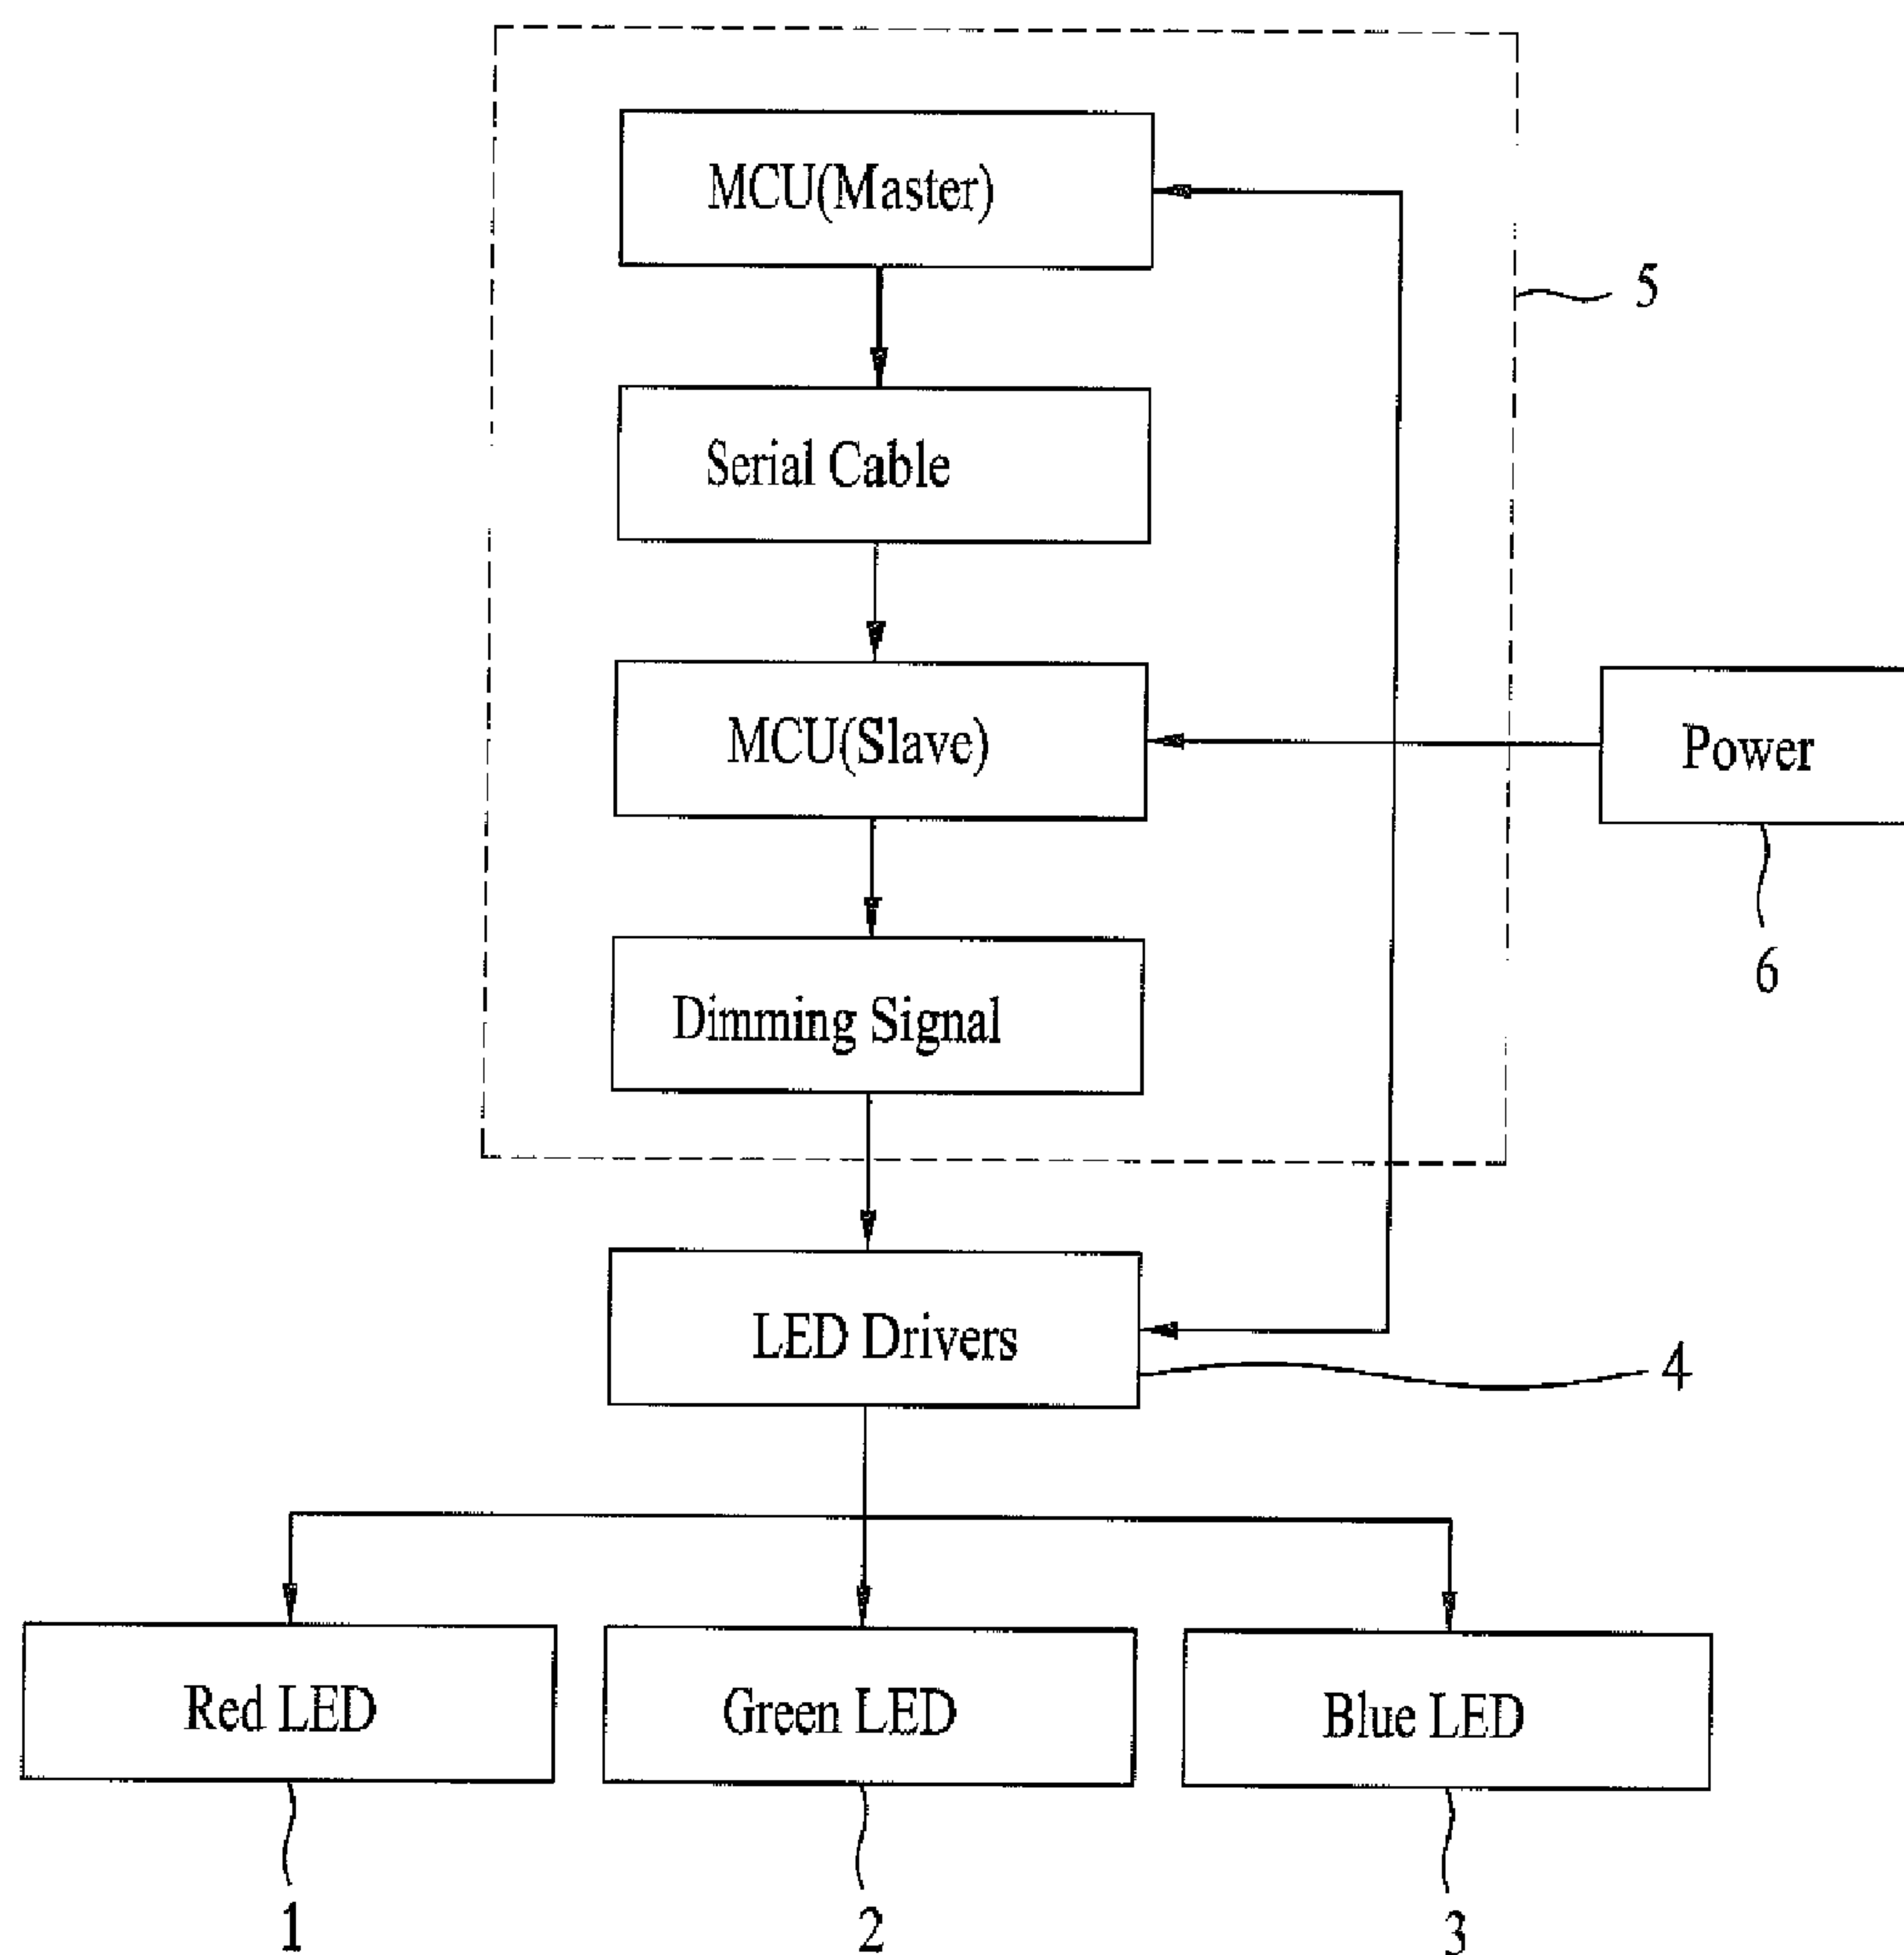 MCU(Master)
5
Serial Cable
MCU(Slave)
Power
6
Dimming Signal
LED Drivers
4
Red LED
Green LED
Blue LED
1
2
3